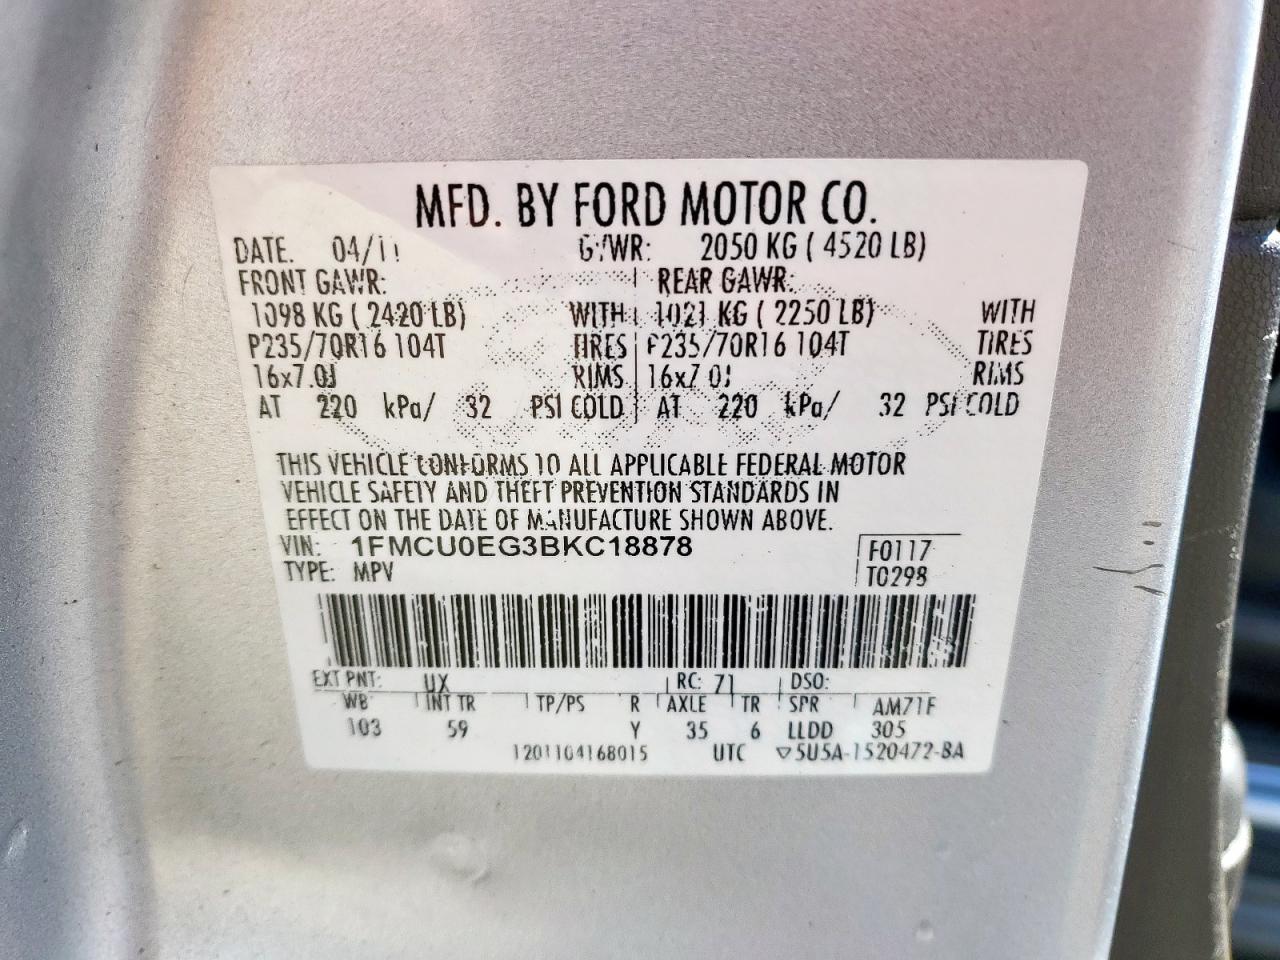 MFD. BY FORD MOTOR CO.
DATE. 04/11 GVWR: 2050 KG ( 4520 LB)
FRONT GAWR: REAR GAWR:
1098 KG ( 2420 LB) WITH 1021 KG ( 2250 LB) WITH
P235/70R16 104T TIRES P235/70R16 104T TIRES
16x7.0J RIMS 16x7.0J RIMS
AT 220 kPa/ 32 PSI COLD AT 220 kPa/ 32 PSI COLD
THIS VEHICLE CONFORMS TO ALL APPLICABLE FEDERAL MOTOR
VEHICLE SAFETY AND THEFT PREVENTION STANDARDS IN
EFFECT ON THE DATE OF MANUFACTURE SHOWN ABOVE.
VIN: 1FMCU0EG3BKC18878 F0117
TYPE: MPV T0298
EXT PNT: UX RC: 71 DSO:
WB INT TR TP/PS R AXLE TR SPR AM71F
103 59 Y 35 6 LLDD 305
1201104168015 UTC ▽5U5A-1520472-BA